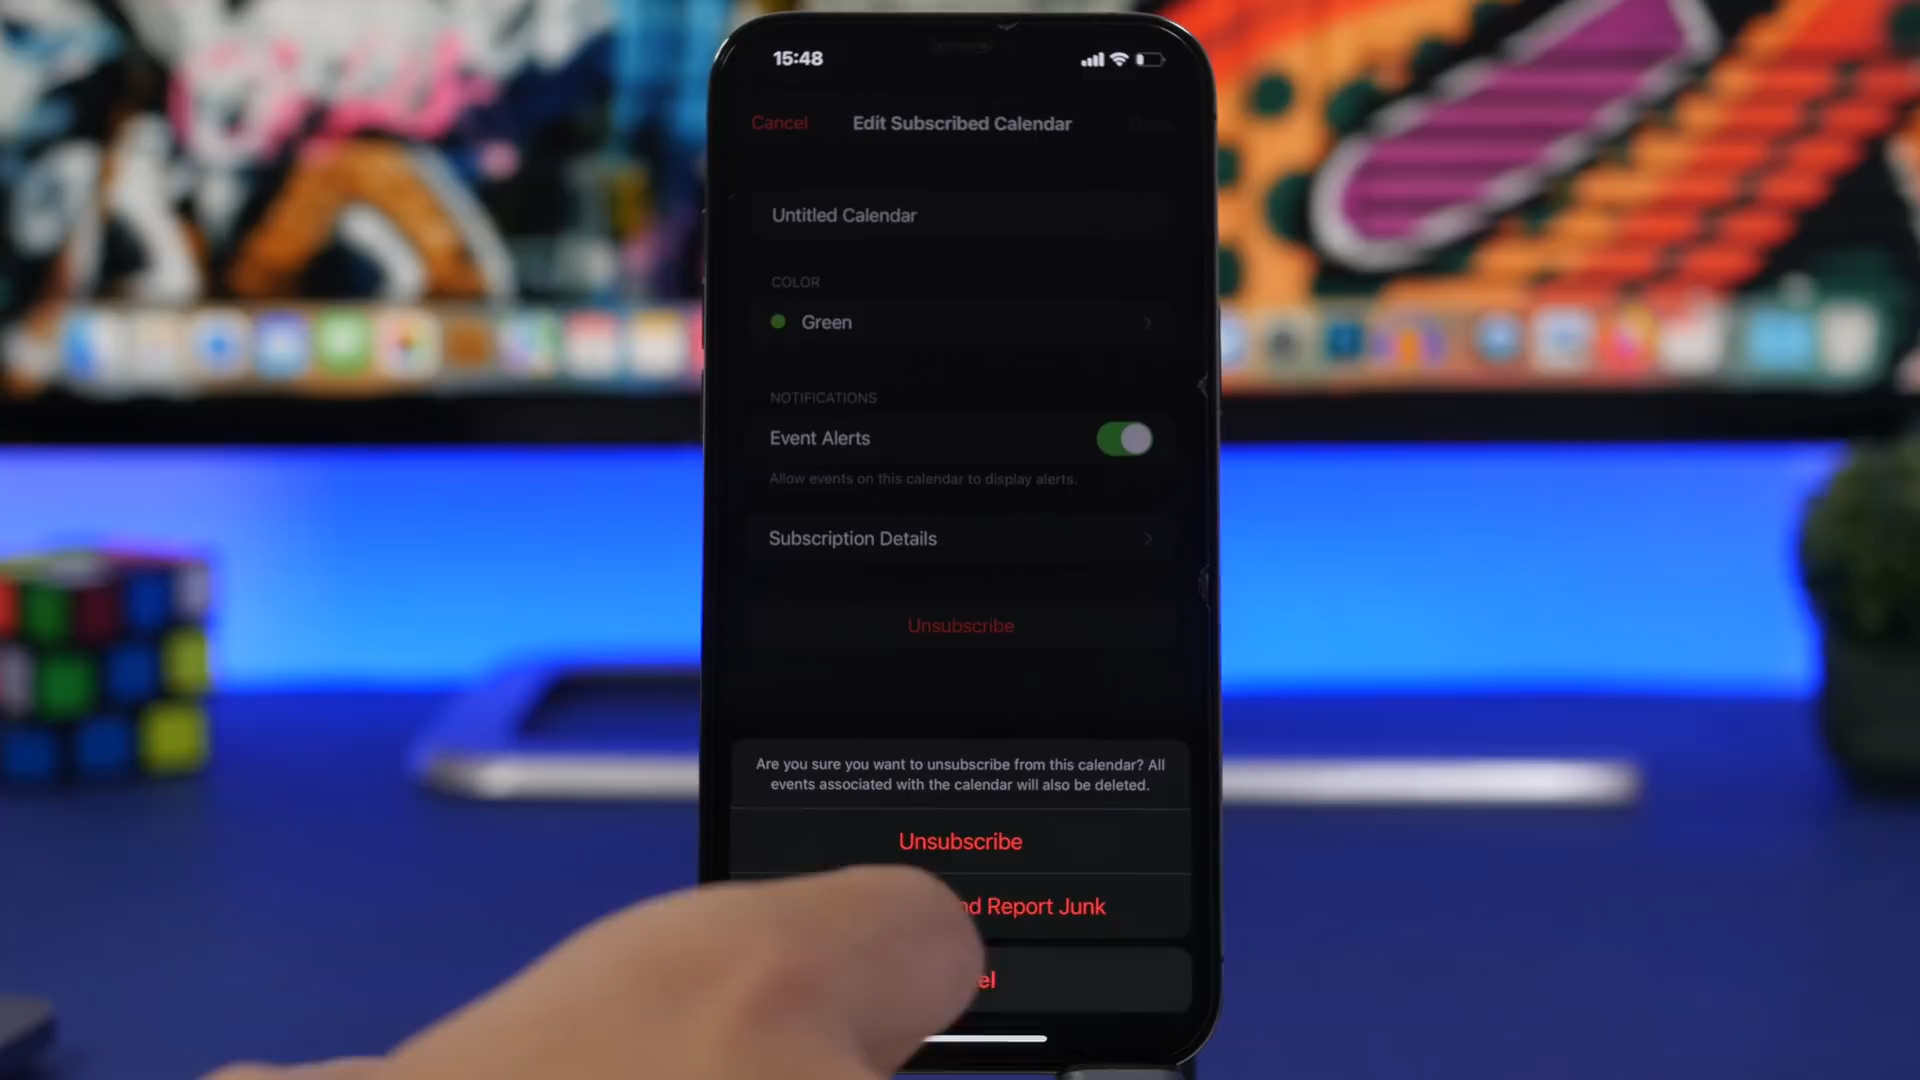 15:48
Cancel
Edit Subscribed Calendar
Untitled Calendar
COLOR
Green
NOTIFICATIONS
Event Alerts
Allow events on this calendar to display alerts.
Subscription Details
Unsubscribe
Are you sure you want to unsubscribe from this calendar? All
events associated with the calendar will also be deleted.
Unsubscribe
Report Junk